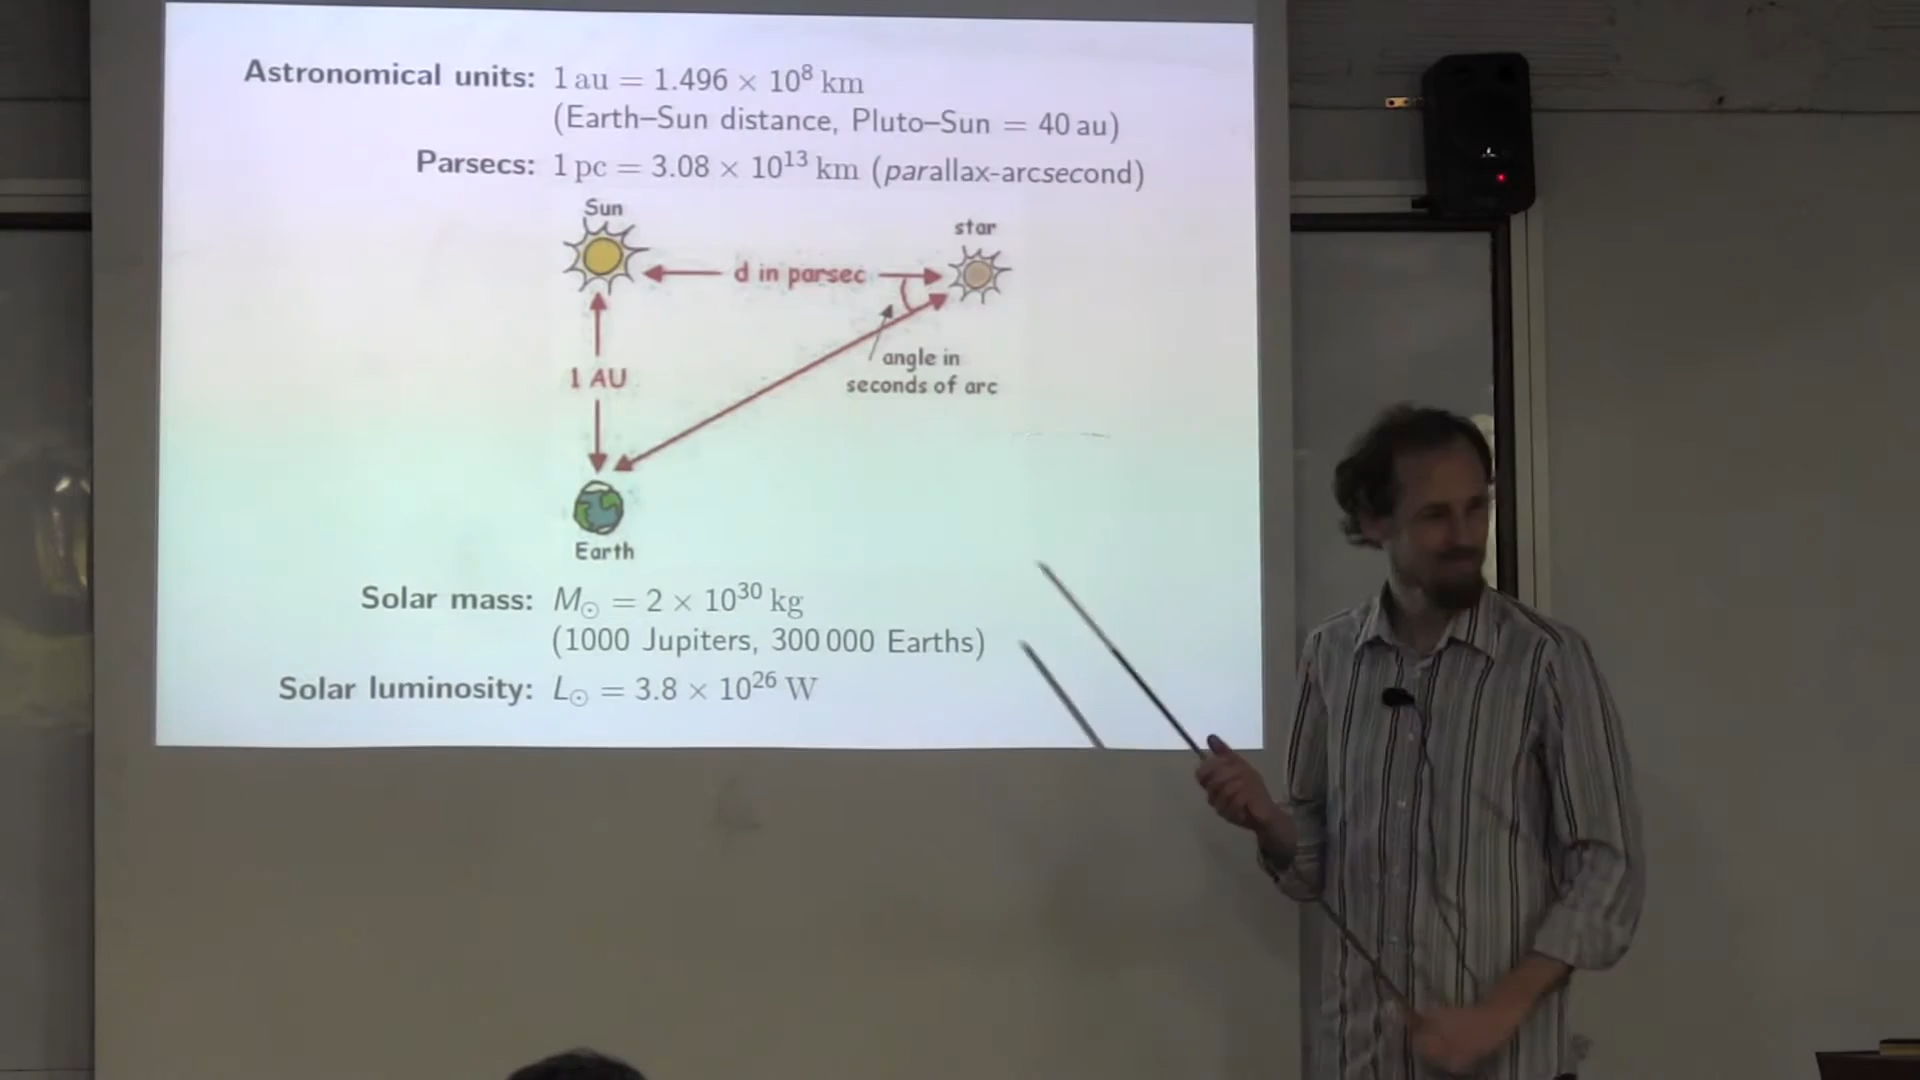 Astronomical units: 1 au = 1.496 × 10⁸ km
(Earth–Sun distance, Pluto–Sun = 40 au)
Parsecs: 1 pc = 3.08 × 10¹³ km (parallax-arcsecond)
Sun
star
d in parsec
angle in
seconds of arc
1 AU
Earth
Solar mass: M☉ = 2 × 10³⁰ kg
(1000 Jupiters, 300 000 Earths)
Solar luminosity: L☉ = 3.8 × 10²⁶ W